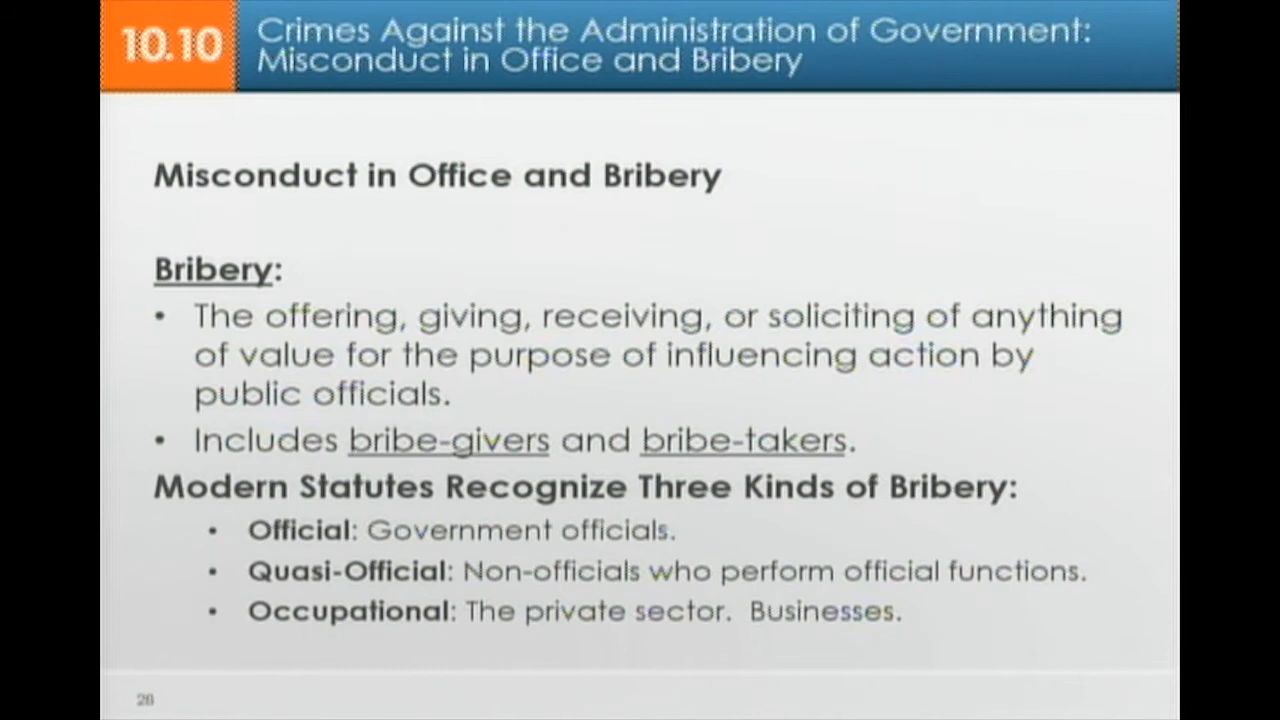 10.10
Crimes Against the Administration of Government:
Misconduct in Office and Bribery
Misconduct in Office and Bribery
Bribery:
• The offering, giving, receiving, or soliciting of anything
of value for the purpose of influencing action by
public officials.
• Includes bribe-givers and bribe-takers.
Modern Statutes Recognize Three Kinds of Bribery:
• Official: Government officials.
• Quasi-Official: Non-officials who perform official functions.
• Occupational: The private sector. Businesses.